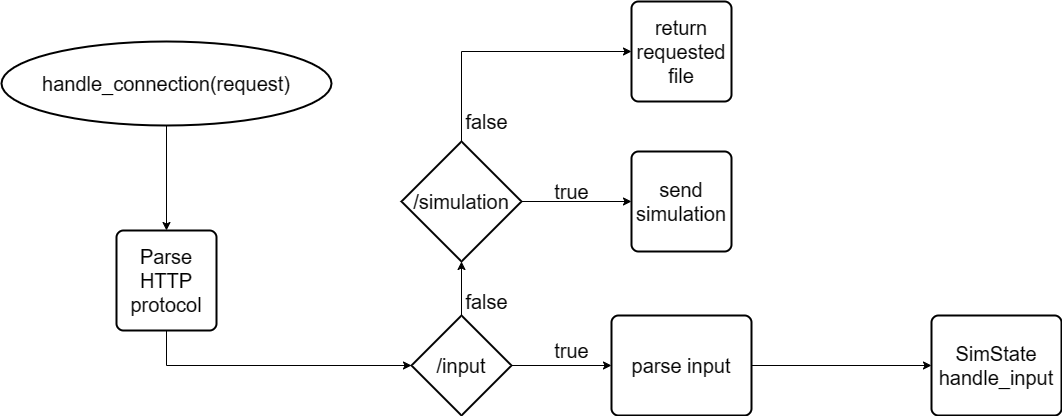 handle_connection(request)
Parse
HTTP
protocol
/input
true
parse input
SimState
handle_input
false
/simulation
true
send
simulation
false
return
requested
file